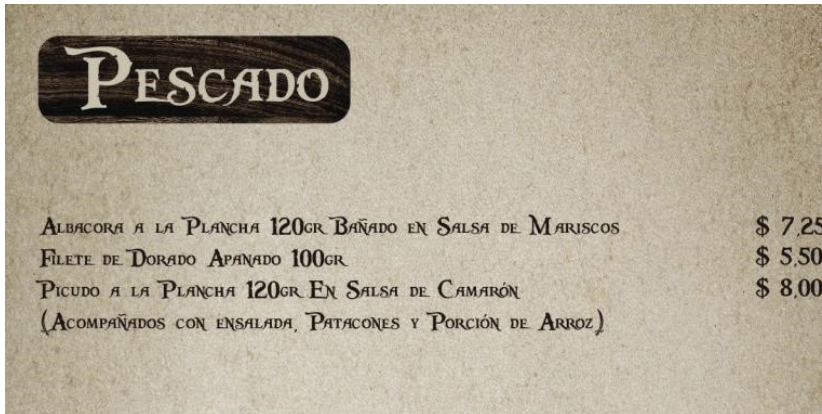 Pescado
Albacora a la Plancha 120gr Bañado en Salsa de Mariscos $ 7,25
Filete de Dorado Apanado 100gr $ 5,50
Picudo a la Plancha 120gr En Salsa de Camarón $ 8,00
(Acompañados con ensalada, Patacones y Porción de Arroz)